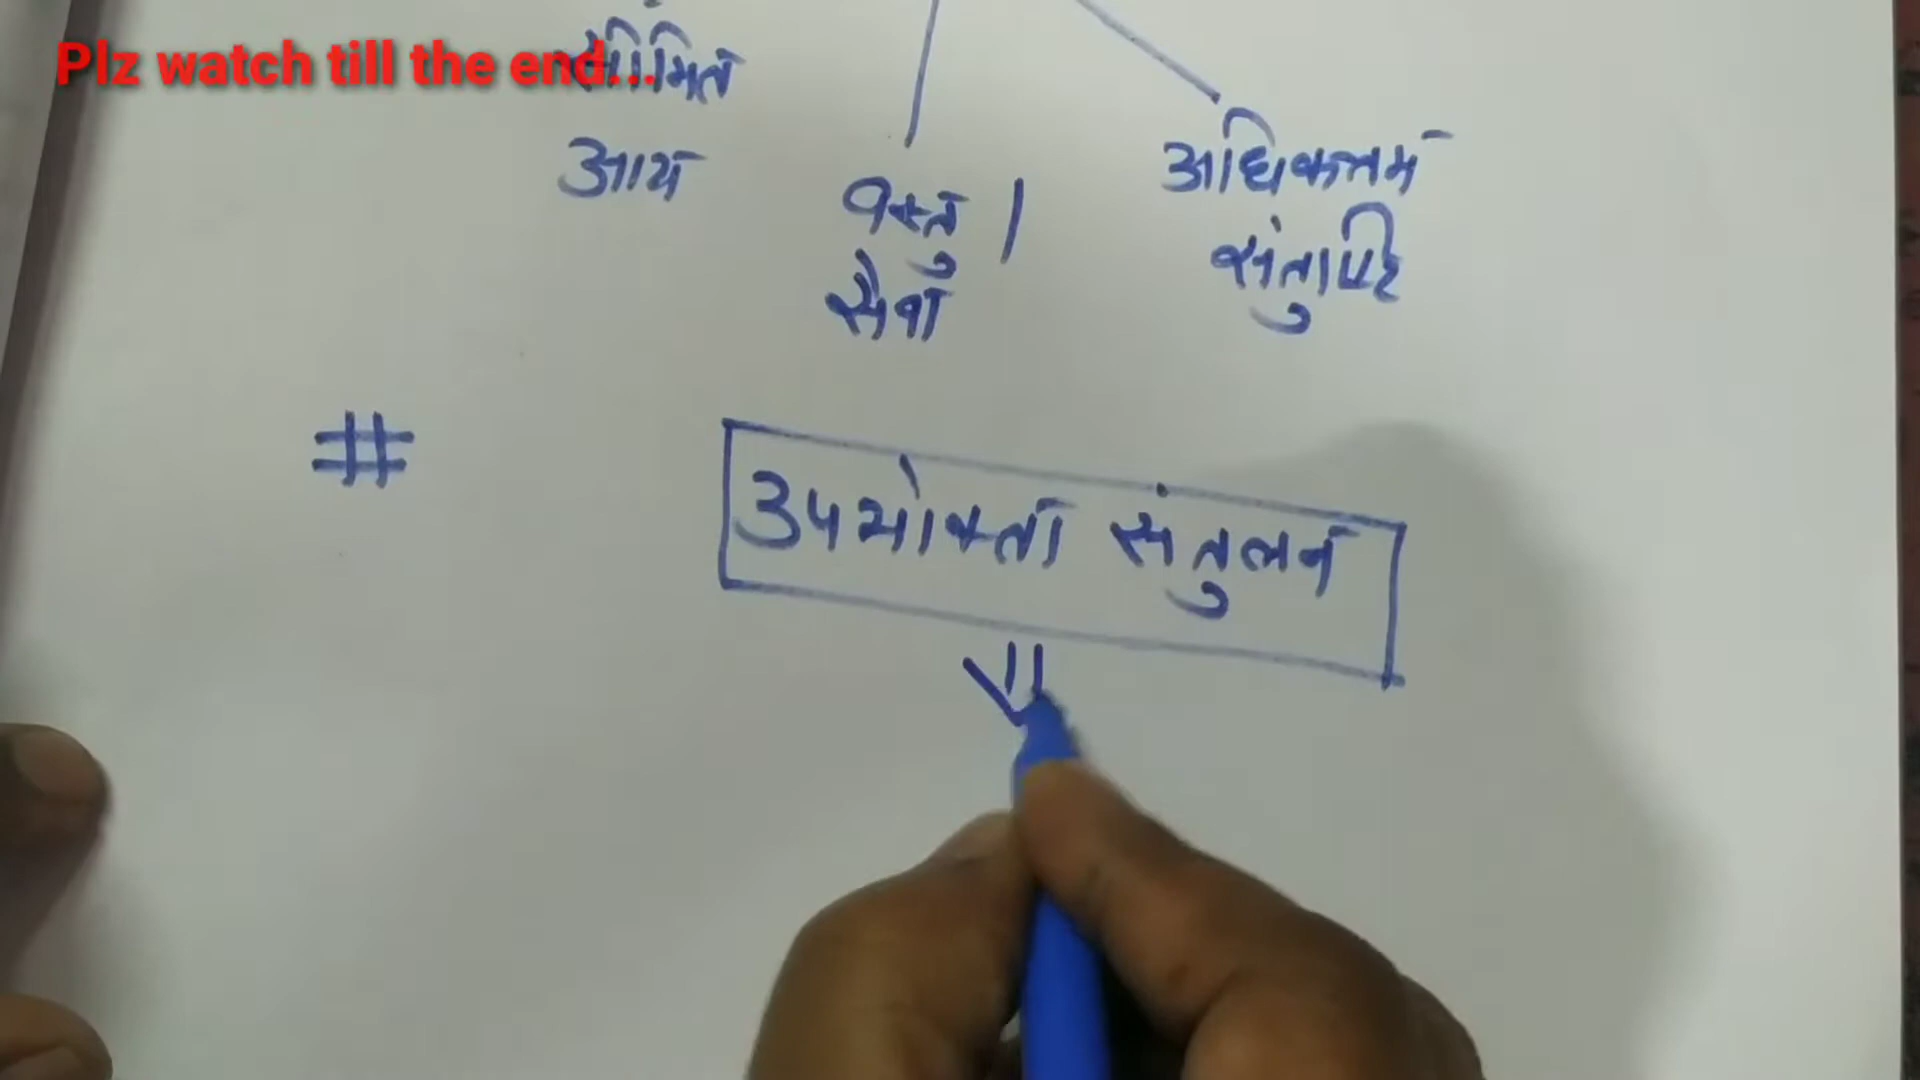 Plz watch till the end...
सीमित
आय
वस्तु /
सेवा
अधिकतम
संतुष्टि
#
उपभोक्ता संतुलन